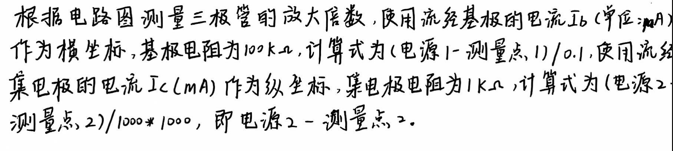 根据电路图测量三极管的放大倍数,使用流经基极的电流Ib(单位:μA)
作为横坐标,基极电阻为100KΩ,计算式为(电源1-测量点1)/0.1,使用流经
集电极的电流Ic(mA)作为纵坐标,集电极电阻为1KΩ,计算式为(电源2-
测量点2)/1000*1000,即电源2-测量点2。